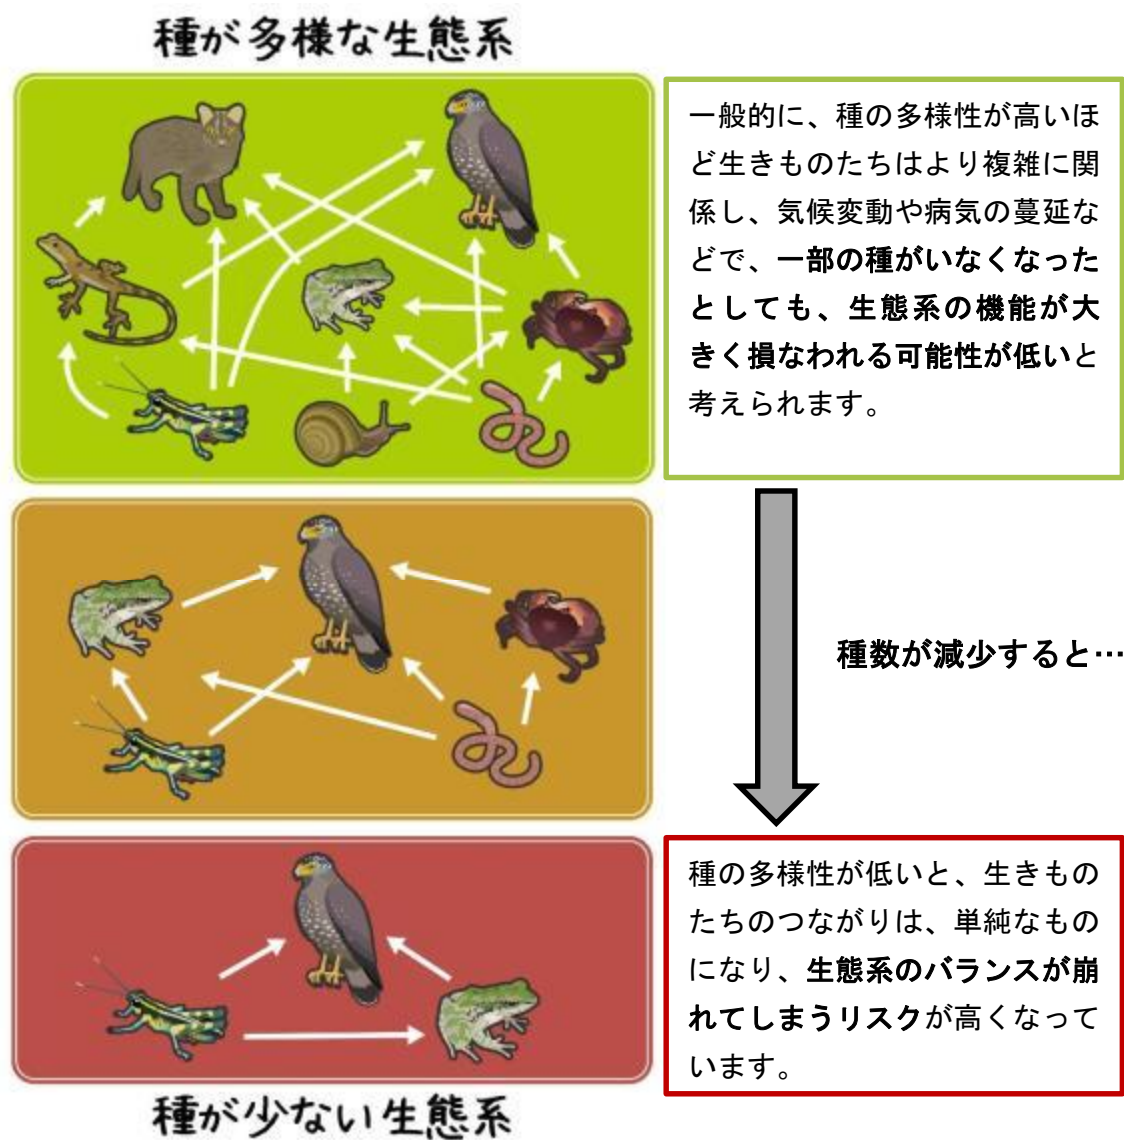 種が多様な生態系
一般的に、種の多様性が高いほ
ど生きものたちはより複雑に関
係し、気候変動や病気の蔓延な
どで、一部の種がいなくなった
としても、生態系の機能が大
きく損なわれる可能性が低いと
考えられます。
種数が減少すると…
種の多様性が低いと、生きもの
たちのつながりは、単純なもの
になり、生態系のバランスが崩
れてしまうリスクが高くなって
います。
種が少ない生態系